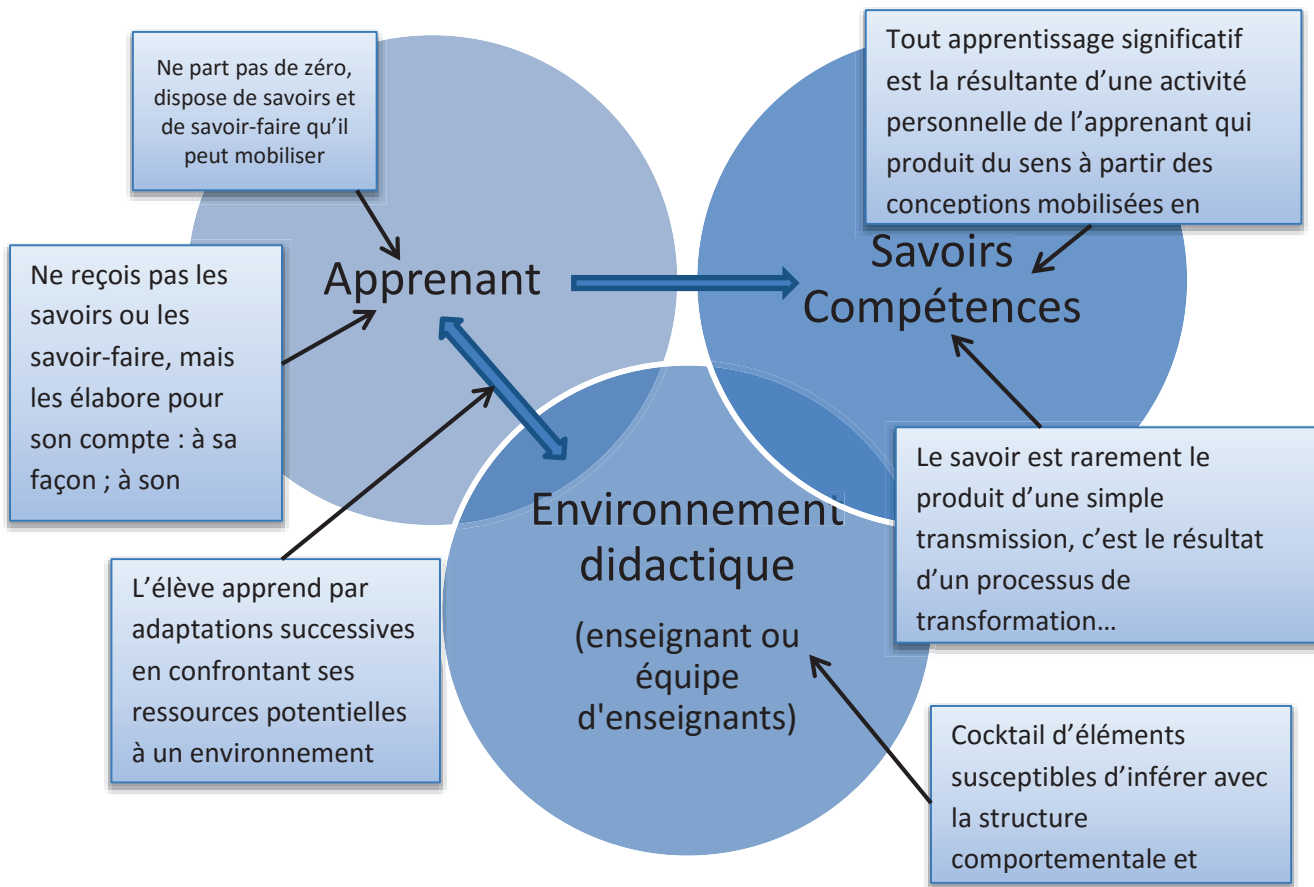 Ne part pas de zéro,
dispose de savoirs et
de savoir-faire qu’il
peut mobiliser
Tout apprentissage significatif
est la résultante d’une activité
personnelle de l’apprenant qui
produit du sens à partir des
conceptions mobilisées en
Ne reçois pas les
savoirs ou les
savoir-faire, mais
les élabore pour
son compte : à sa
façon ; à son
Apprenant
Savoirs
Compétences
L’élève apprend par
adaptations successives
en confrontant ses
ressources potentielles
à un environnement
Environnement
didactique
(enseignant ou
équipe
d'enseignants)
Le savoir est rarement le
produit d’une simple
transmission, c’est le résultat
d’un processus de
transformation…
Cocktail d’éléments
susceptibles d’inférer avec
la structure
comportementale et